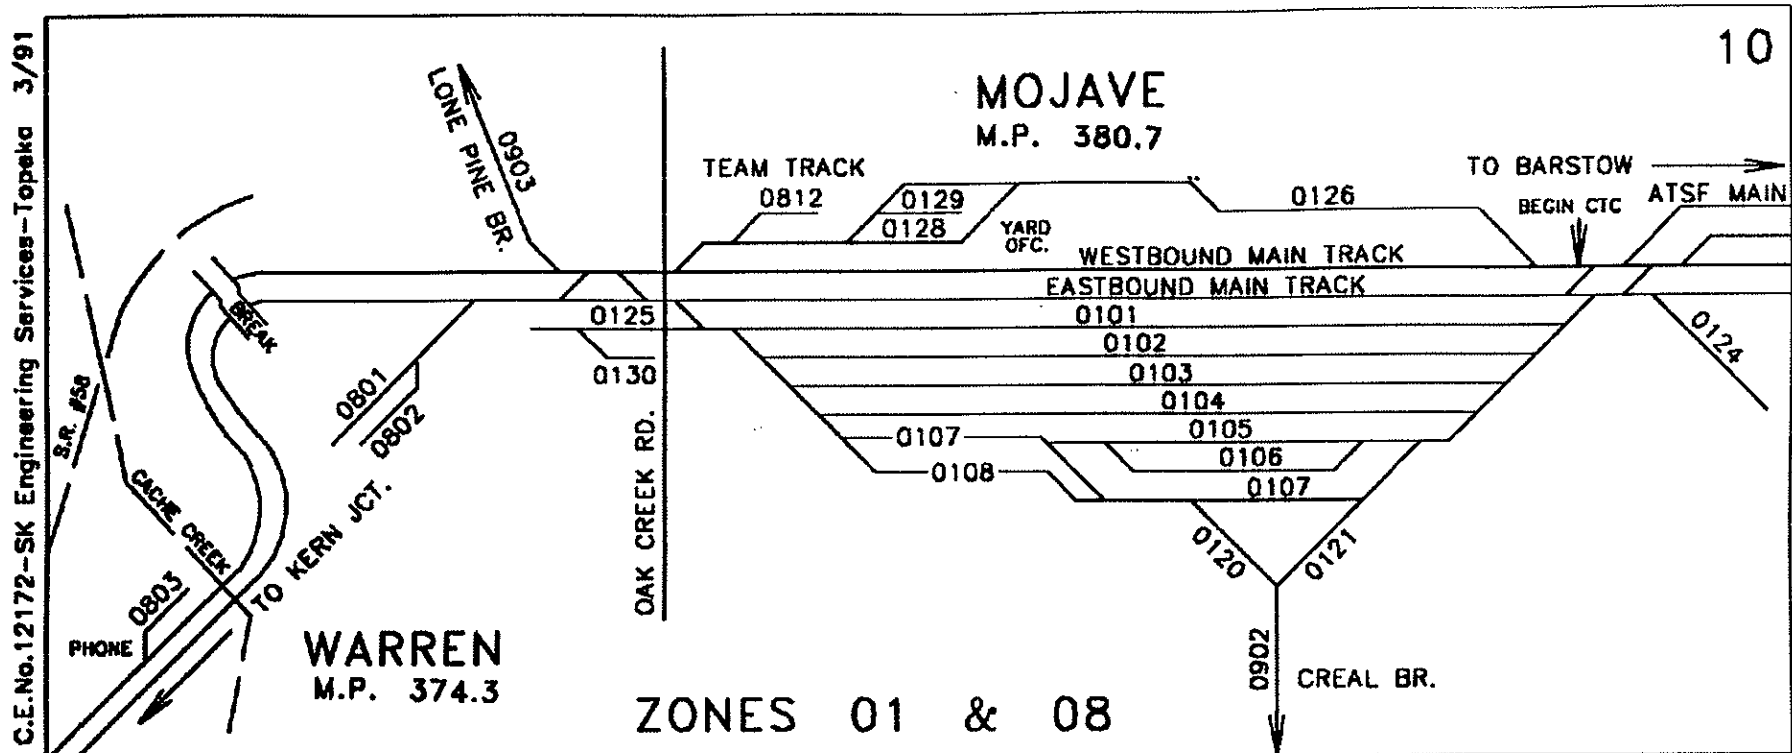 C.E.No.12172-SK Engineering Services-Topeka 3/91
10
MOJAVE
M.P. 380.7
LONE PINE BR.
0903
TEAM TRACK
0812
0129
0128
YARD
OFC.
0126
TO BARSTOW
BEGIN CTC
ATSF MAIN
WESTBOUND MAIN TRACK
EASTBOUND MAIN TRACK
BREAK
0125
0101
0102
0103
0104
0105
0106
0107
0107
0108
0130
0124
0801
0802
S.R. #58
CACHE CREEK
TO KERN JCT.
OAK CREEK RD.
0120
0121
0803
PHONE
WARREN
M.P. 374.3
0902
CREAL BR.
ZONES 01 & 08